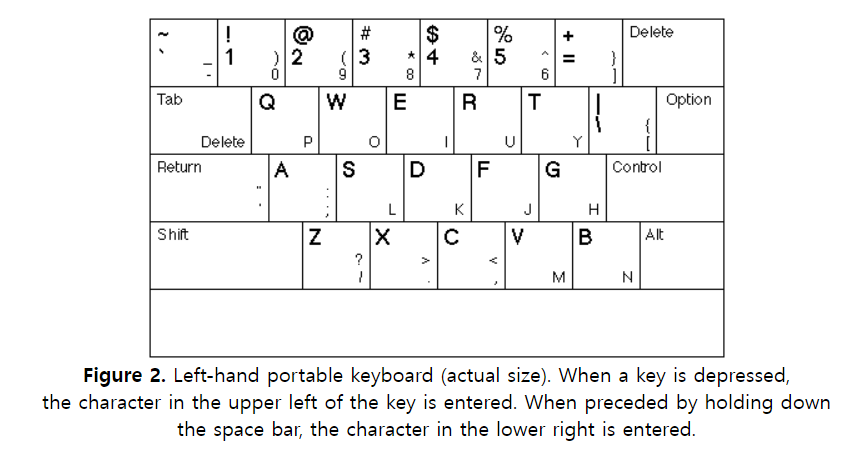 ~ ! @ # $ % + Delete
` _ 1 ) 2 ( 3 * 4 & 5 ^ = }
- 0 9 8 7 6 ]
Tab Q W E R T | Option
\ {
Delete P O I U Y [
Return A S D F G Control
" :
' ; L K J H
Shift Z X C V B Alt
? > <
/ . , M N
Figure 2. Left-hand portable keyboard (actual size). When a key is depressed,
the character in the upper left of the key is entered. When preceded by holding down
the space bar, the character in the lower right is entered.